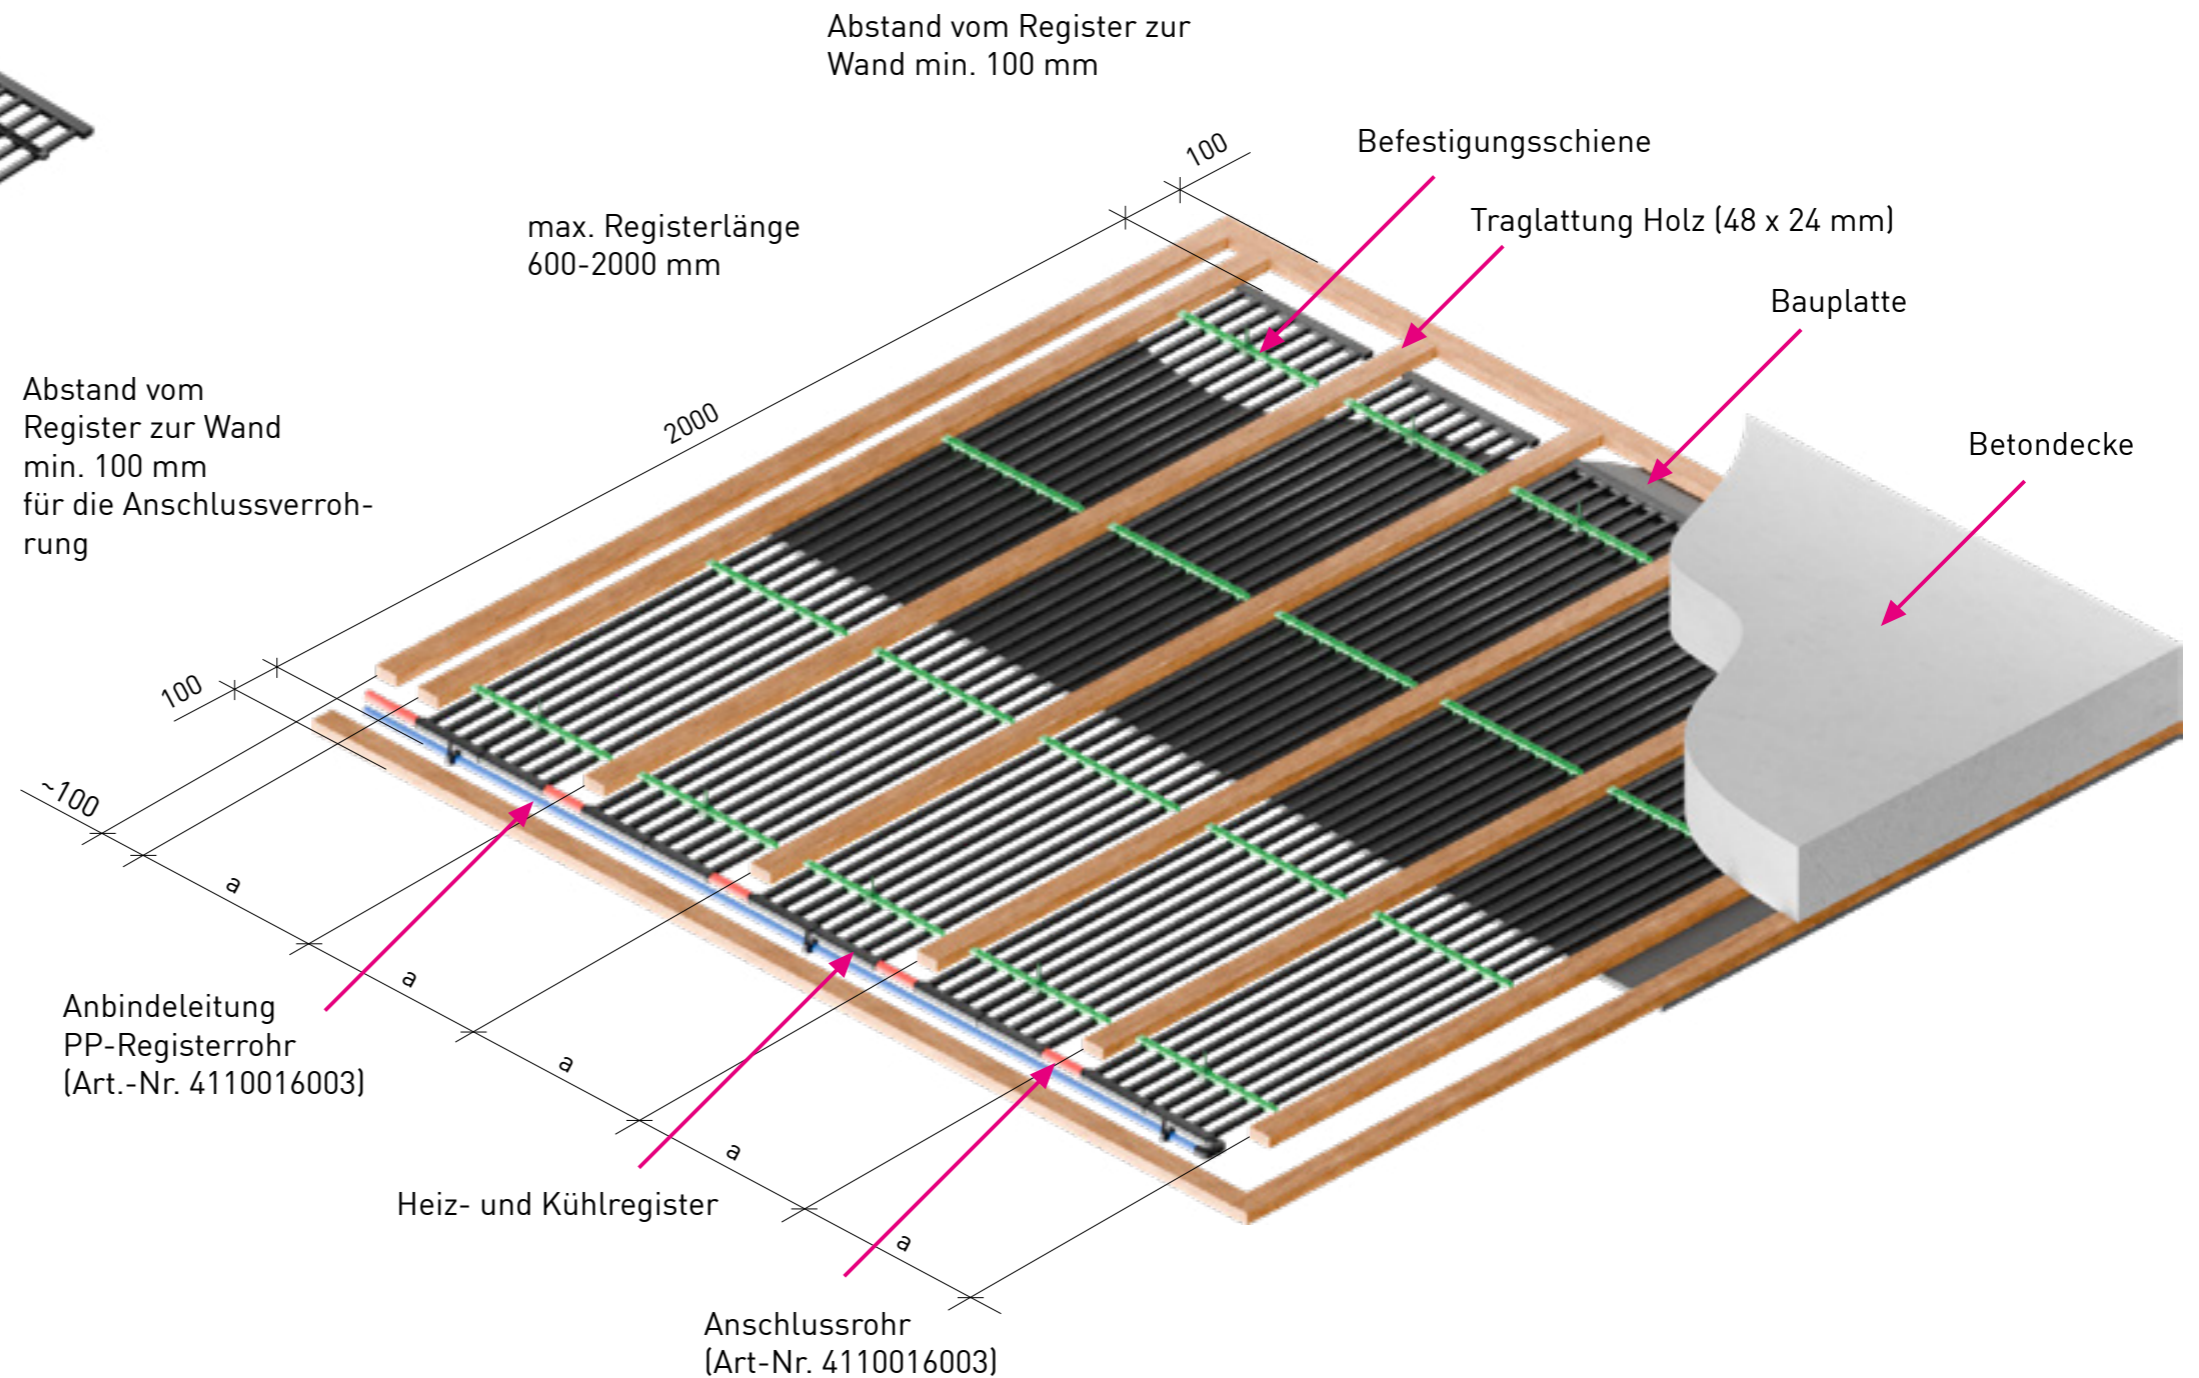 Abstand vom Register zur
Wand min. 100 mm
100
Befestigungsschiene
max. Registerlänge
600-2000 mm
Traglattung Holz (48 x 24 mm)
Bauplatte
Abstand vom
Register zur Wand
min. 100 mm
für die Anschlussverroh-
rung
2000
Betondecke
100
~100
a
a
a
a
a
Anbindeleitung
PP-Registerrohr
(Art.-Nr. 4110016003)
Heiz- und Kühlregister
Anschlussrohr
(Art-Nr. 4110016003)